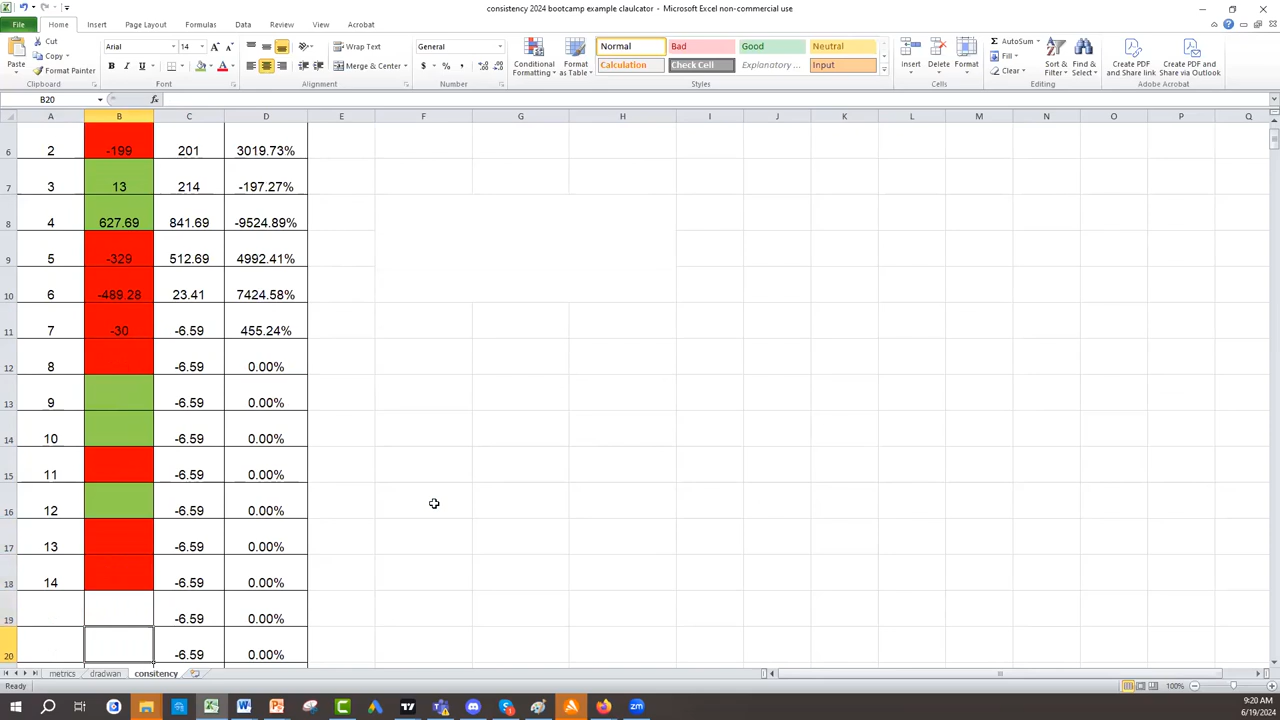 consistency 2024 bootcamp example claulcator - Microsoft Excel non-commercial use
File Home Insert Page Layout Formulas Data Review View Acrobat
Paste Cut Copy Format Painter Clipboard
Arial 14 B I U Font
Wrap Text Merge & Center Alignment
General $ % , Number
Conditional Formatting Format as Table
Normal Bad Good Neutral
Calculation Check Cell Explanatory ... Input
Styles
Insert Delete Format Cells
AutoSum Fill Clear Sort & Filter Find & Select Editing
Create PDF and Share link Create PDF and Share via Outlook Adobe Acrobat
B20 fx
A B C D E F G H I J K L M N O P Q
6 2 -199 201 3019.73%
7 3 13 214 -197.27%
8 4 627.69 841.69 -9524.89%
9 5 -329 512.69 4992.41%
10 6 -489.28 23.41 7424.58%
11 7 -30 -6.59 455.24%
12 8 -6.59 0.00%
13 9 -6.59 0.00%
14 10 -6.59 0.00%
15 11 -6.59 0.00%
16 12 -6.59 0.00%
17 13 -6.59 0.00%
18 14 -6.59 0.00%
19 -6.59 0.00%
20 -6.59 0.00%
metrics dradwan consitency
Ready 100%
9:20 AM
6/19/2024